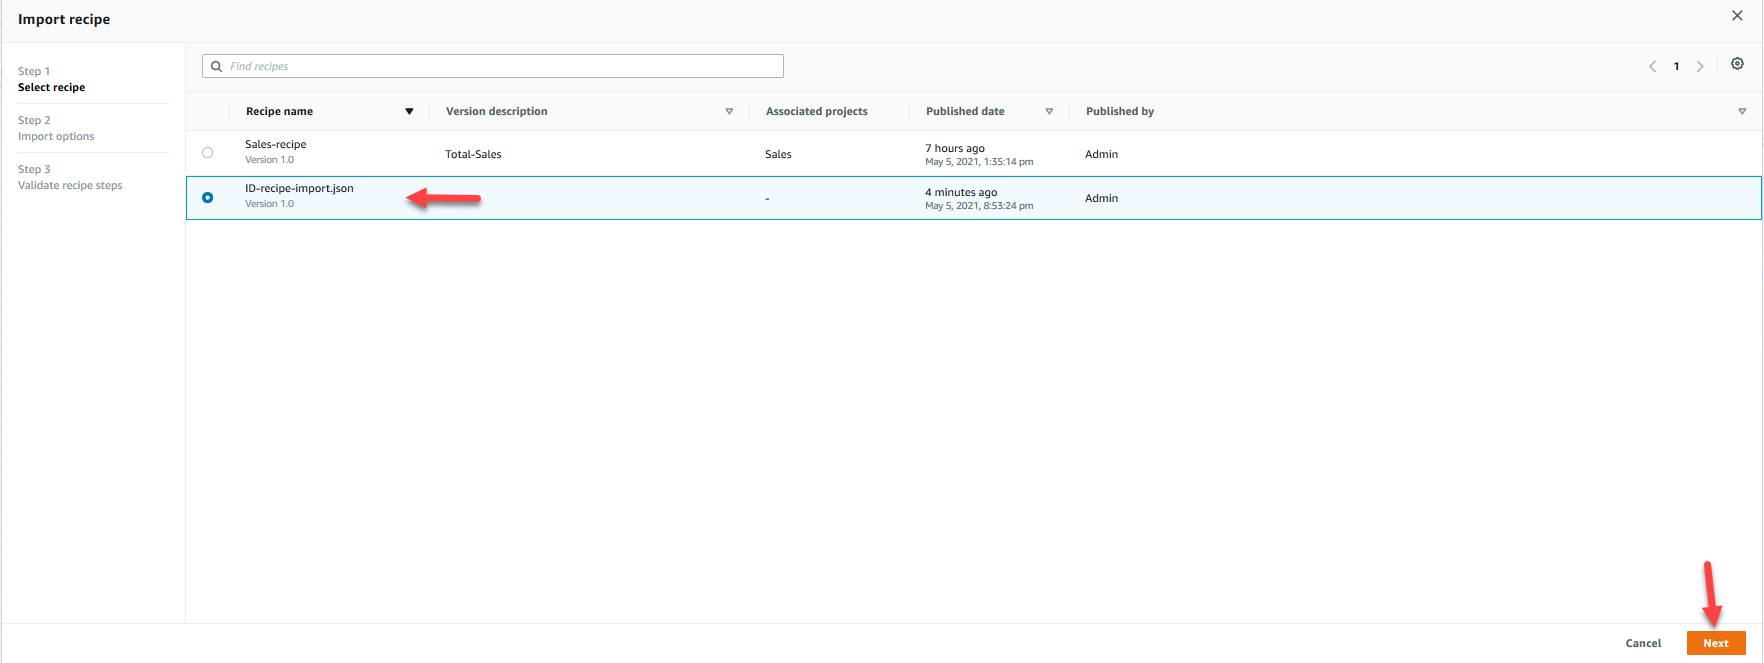 Import recipe
Step 1
Select recipe
Step 2
Import options
Step 3
Validate recipe steps
Find recipes
1
Recipe name Version description Associated projects Published date Published by
Sales-recipe
Version 1.0
Total-Sales
Sales
7 hours ago
May 5, 2021, 1:35:14 pm
Admin
ID-recipe-import.json
Version 1.0
-
4 minutes ago
May 5, 2021, 8:53:24 pm
Admin
Cancel Next